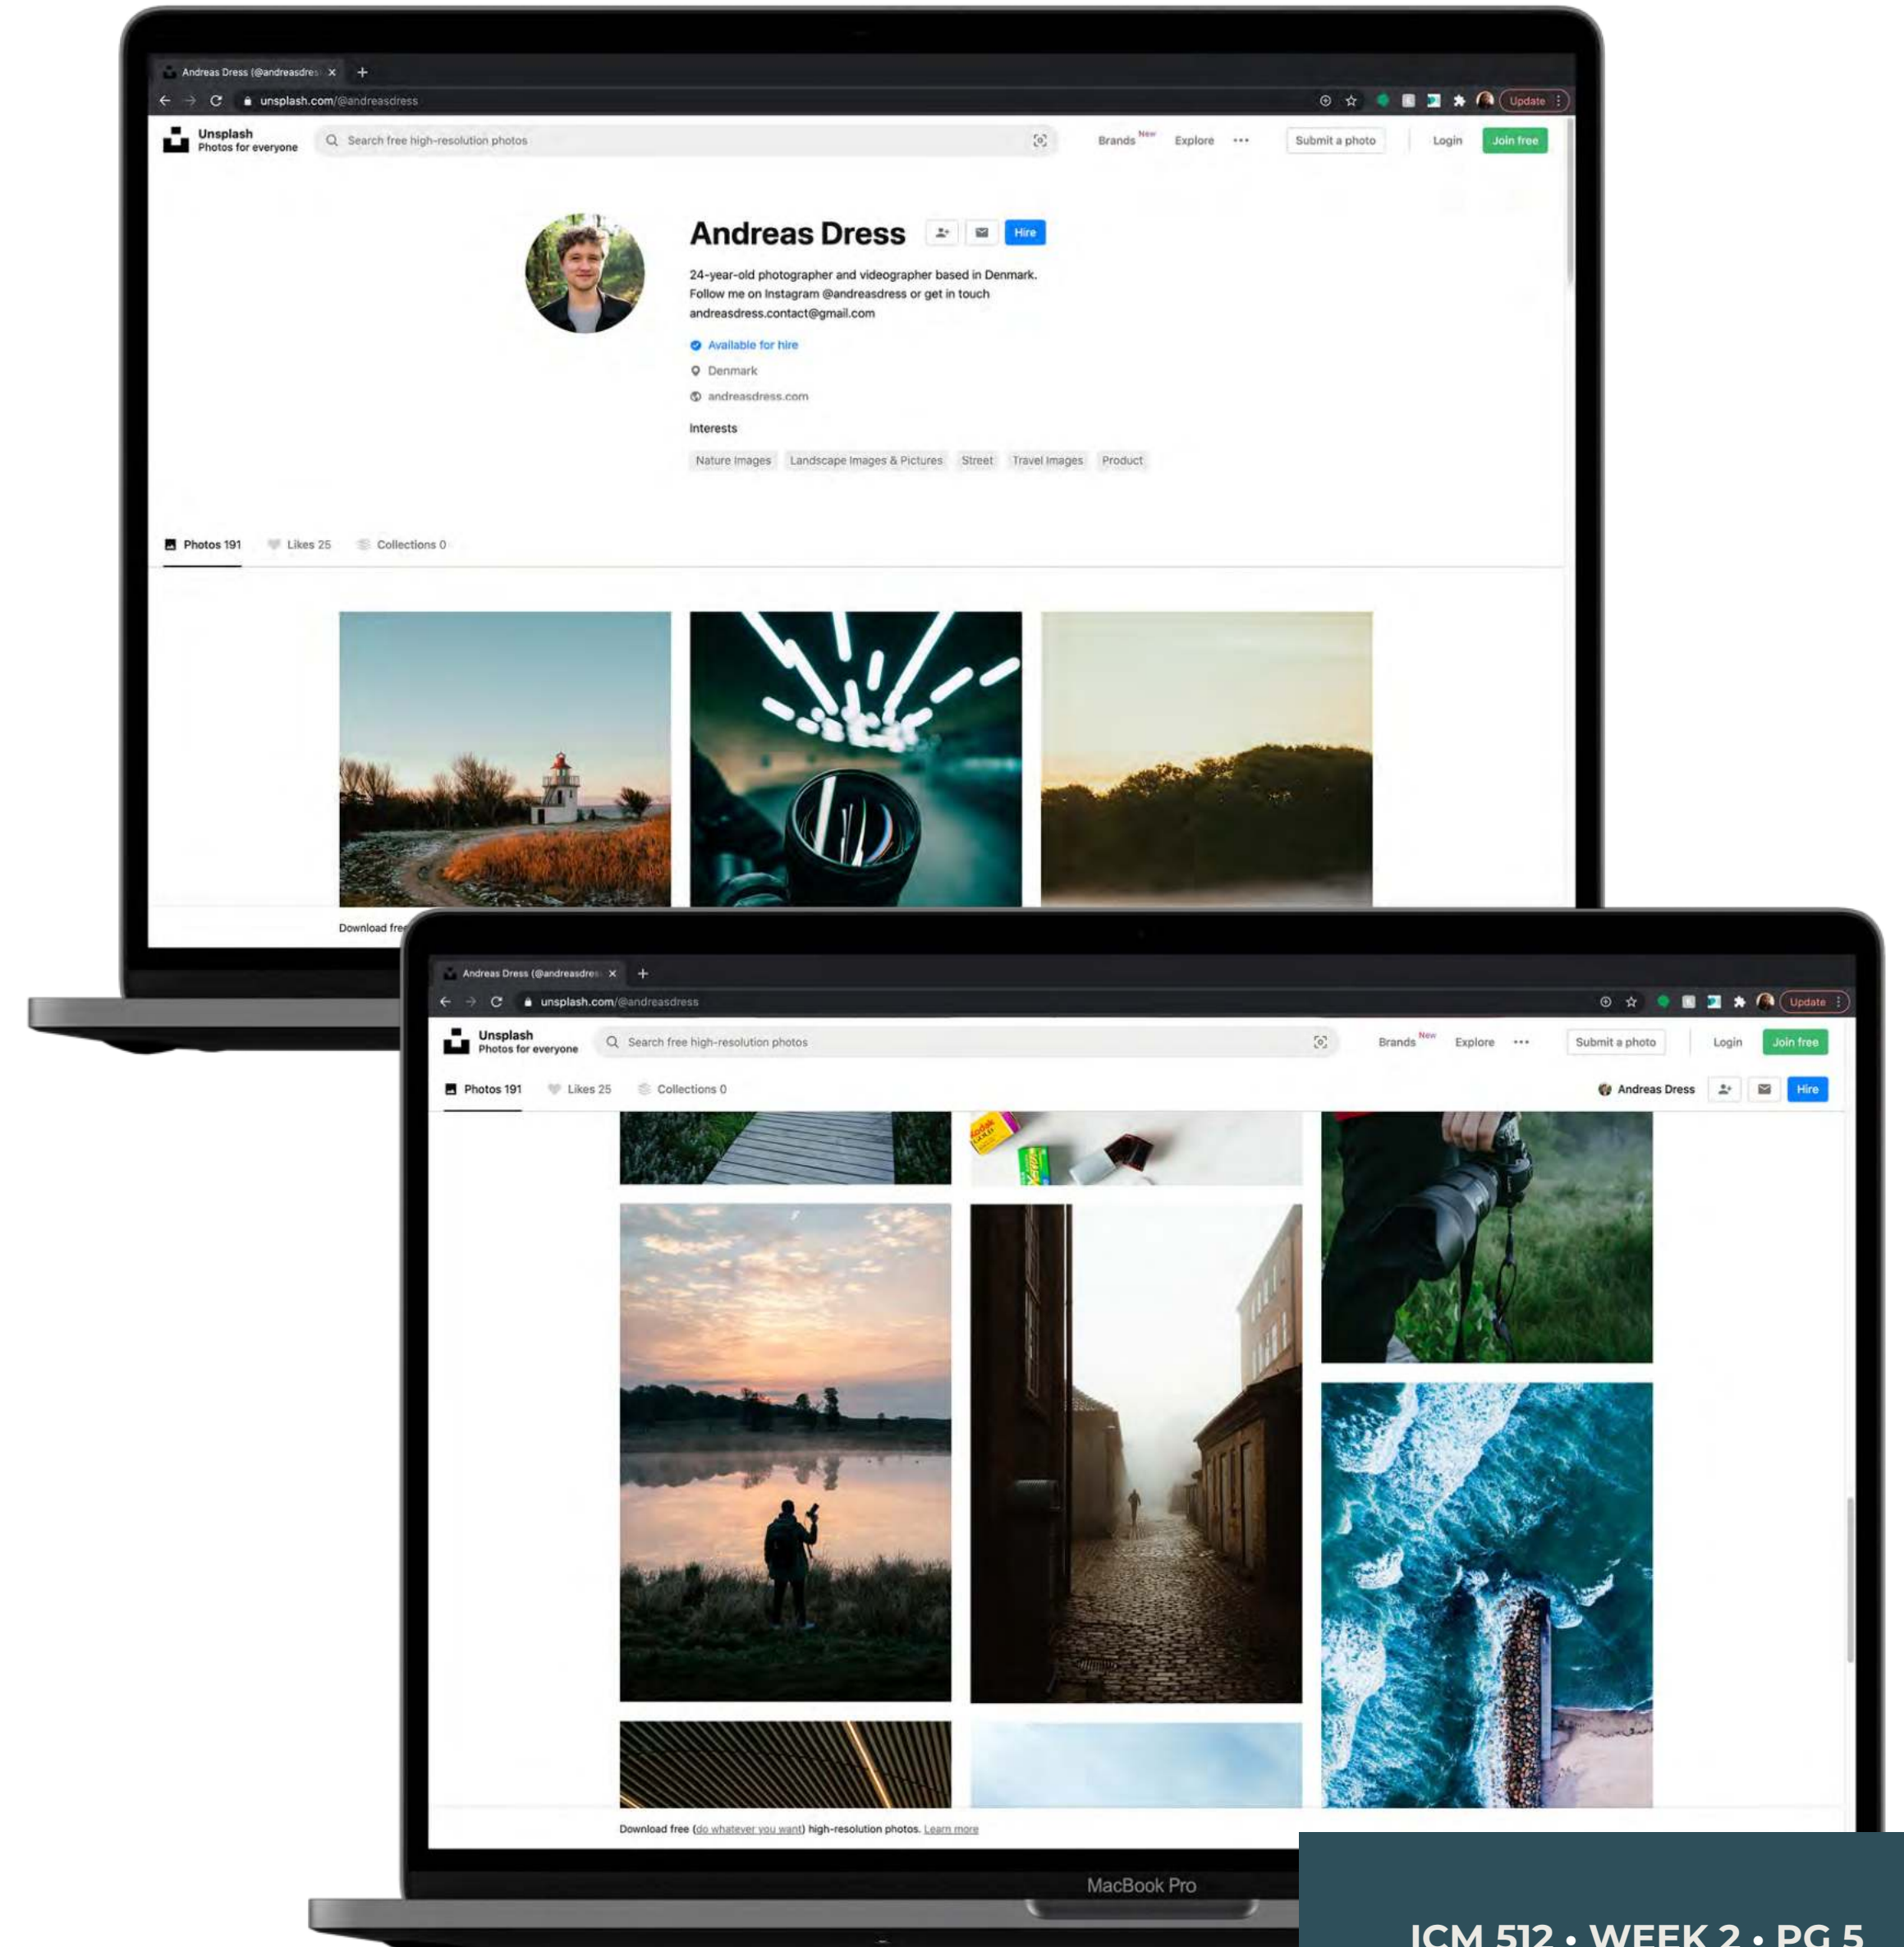 Andreas Dress (@andreasdres
unsplash.com/@andreasdress
Update
Unsplash
Photos for everyone
Search free high-resolution photos
Brands New
Explore
Submit a photo
Login
Join free
Andreas Dress
Hire
24-year-old photographer and videographer based in Denmark.
Follow me on Instagram @andreasdress or get in touch
andreasdress.contact@gmail.com
Available for hire
Denmark
andreasdress.com
Interests
Nature Images Landscape Images & Pictures Street Travel Images Product
Photos 191 Likes 25 Collections 0
Download free
Andreas Dress (@andreasdres
unsplash.com/@andreasdress
Update
Unsplash
Photos for everyone
Search free high-resolution photos
Brands New
Explore
Submit a photo
Login
Join free
Photos 191 Likes 25 Collections 0
Andreas Dress
Hire
Kodak
GOLD
Download free (do whatever you want) high-resolution photos. Learn more
MacBook Pro
ICM 512 • WEEK 2 • PG 5